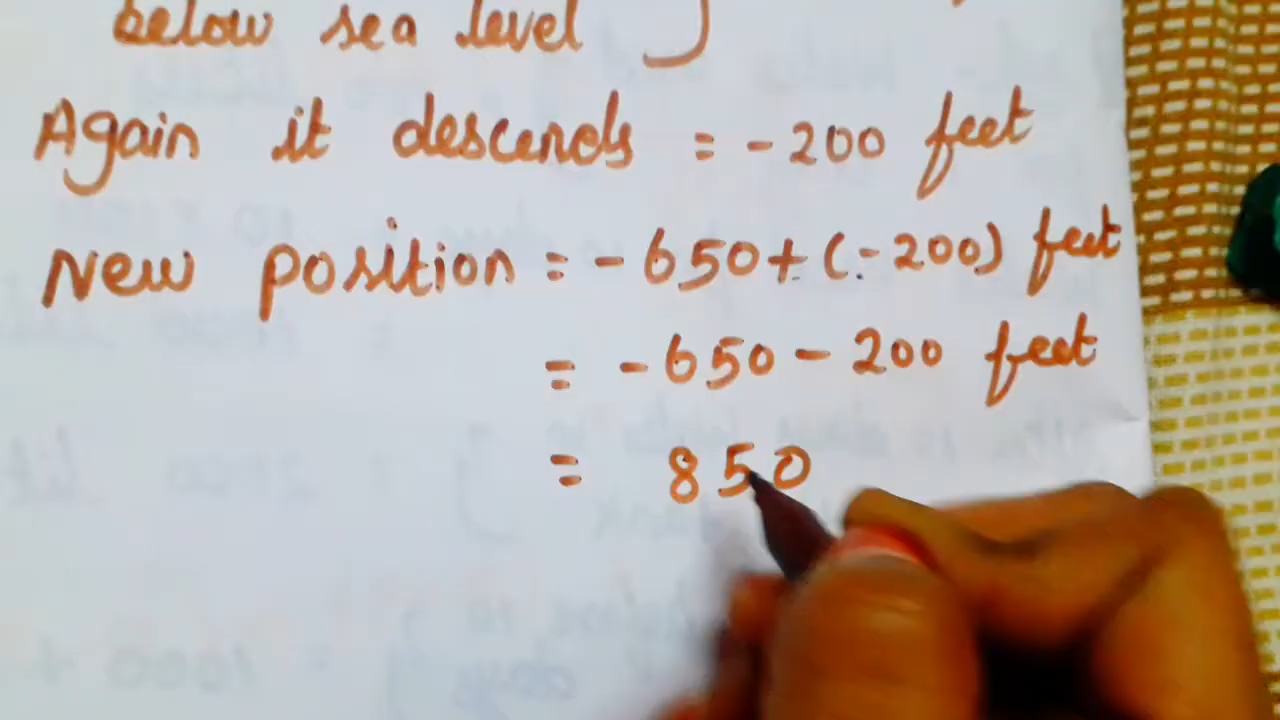 below sea level }
Again it descends = -200 feet
New position = -650+(-200) feet
= -650-200 feet
= 850